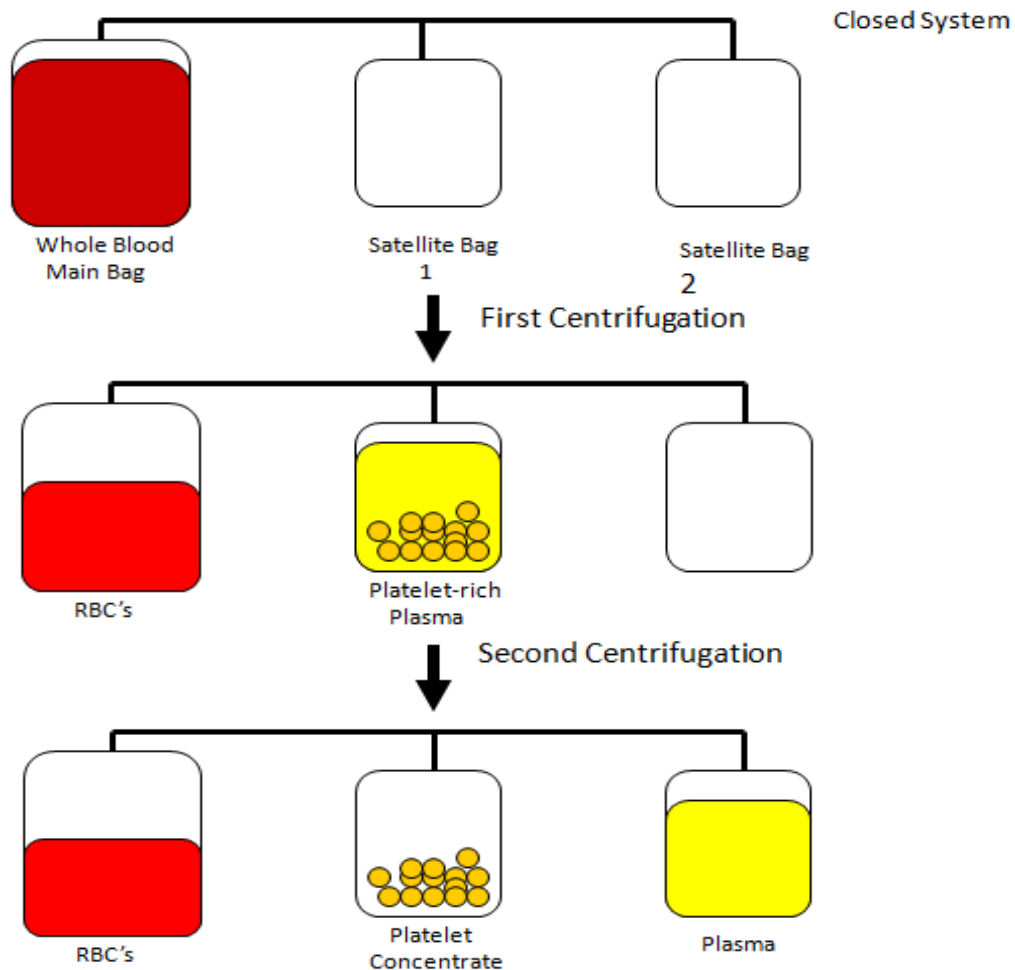 Closed System
Whole Blood
Main Bag
Satellite Bag
1
Satellite Bag
2
First Centrifugation
RBC’s
Platelet-rich
Plasma
Second Centrifugation
RBC’s
Platelet
Concentrate
Plasma